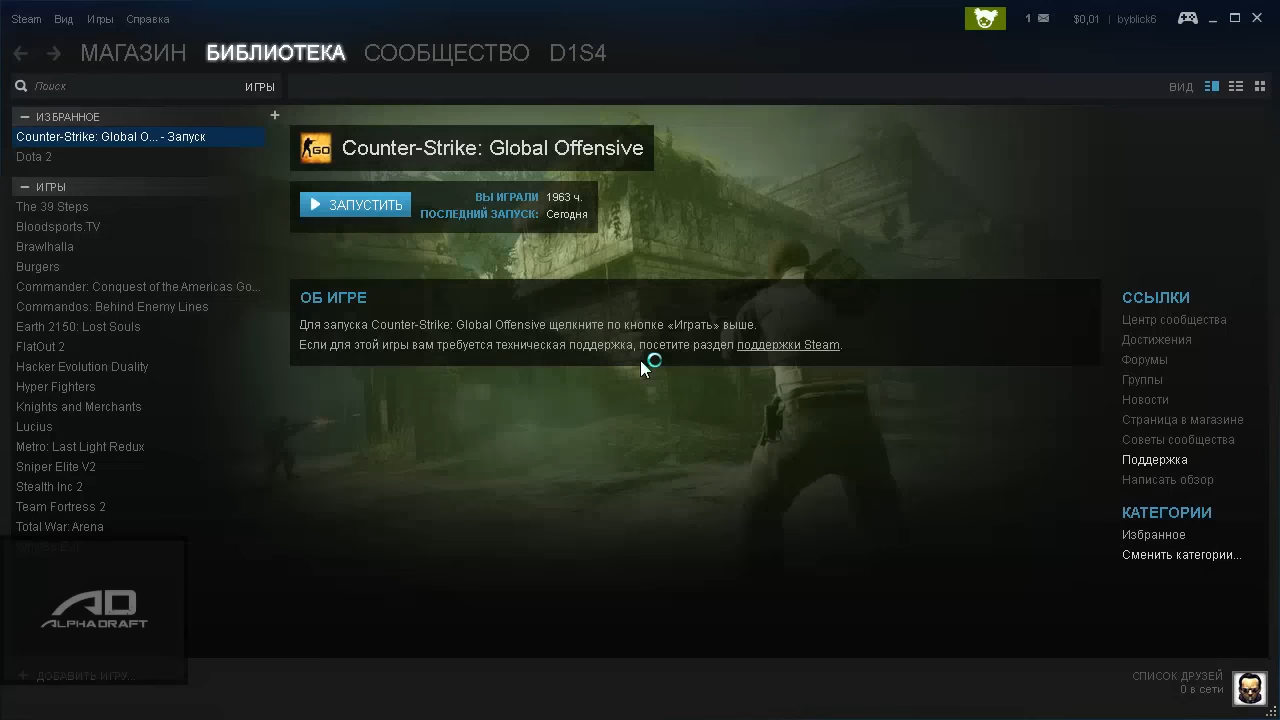 Steam Вид Игры Справка
1 $0,01 | byblick6
МАГАЗИН БИБЛИОТЕКА СООБЩЕСТВО D1S4
Поиск ИГРЫ ВИД
ИЗБРАННОЕ
Counter-Strike: Global O... - Запуск
Dota 2
ИГРЫ
The 39 Steps
Bloodsports.TV
Brawlhalla
Burgers
Commander: Conquest of the Americas Go...
Commandos: Behind Enemy Lines
Earth 2150: Lost Souls
FlatOut 2
Hacker Evolution Duality
Hyper Fighters
Knights and Merchants
Lucius
Metro: Last Light Redux
Sniper Elite V2
Stealth Inc 2
Team Fortress 2
Total War: Arena
ALPHADRAFT
ДОБАВИТЬ ИГРУ...
GO Counter-Strike: Global Offensive
ЗАПУСТИТЬ
ВЫ ИГРАЛИ 1963 ч.
ПОСЛЕДНИЙ ЗАПУСК: Сегодня
ОБ ИГРЕ
Для запуска Counter-Strike: Global Offensive щелкните по кнопке «Играть» выше.
Если для этой игры вам требуется техническая поддержка, посетите раздел поддержки Steam.
ССЫЛКИ
Центр сообщества
Достижения
Форумы
Группы
Новости
Страница в магазине
Советы сообщества
Поддержка
Написать обзор
КАТЕГОРИИ
Избранное
Сменить категории...
СПИСОК ДРУЗЕЙ
0 в сети